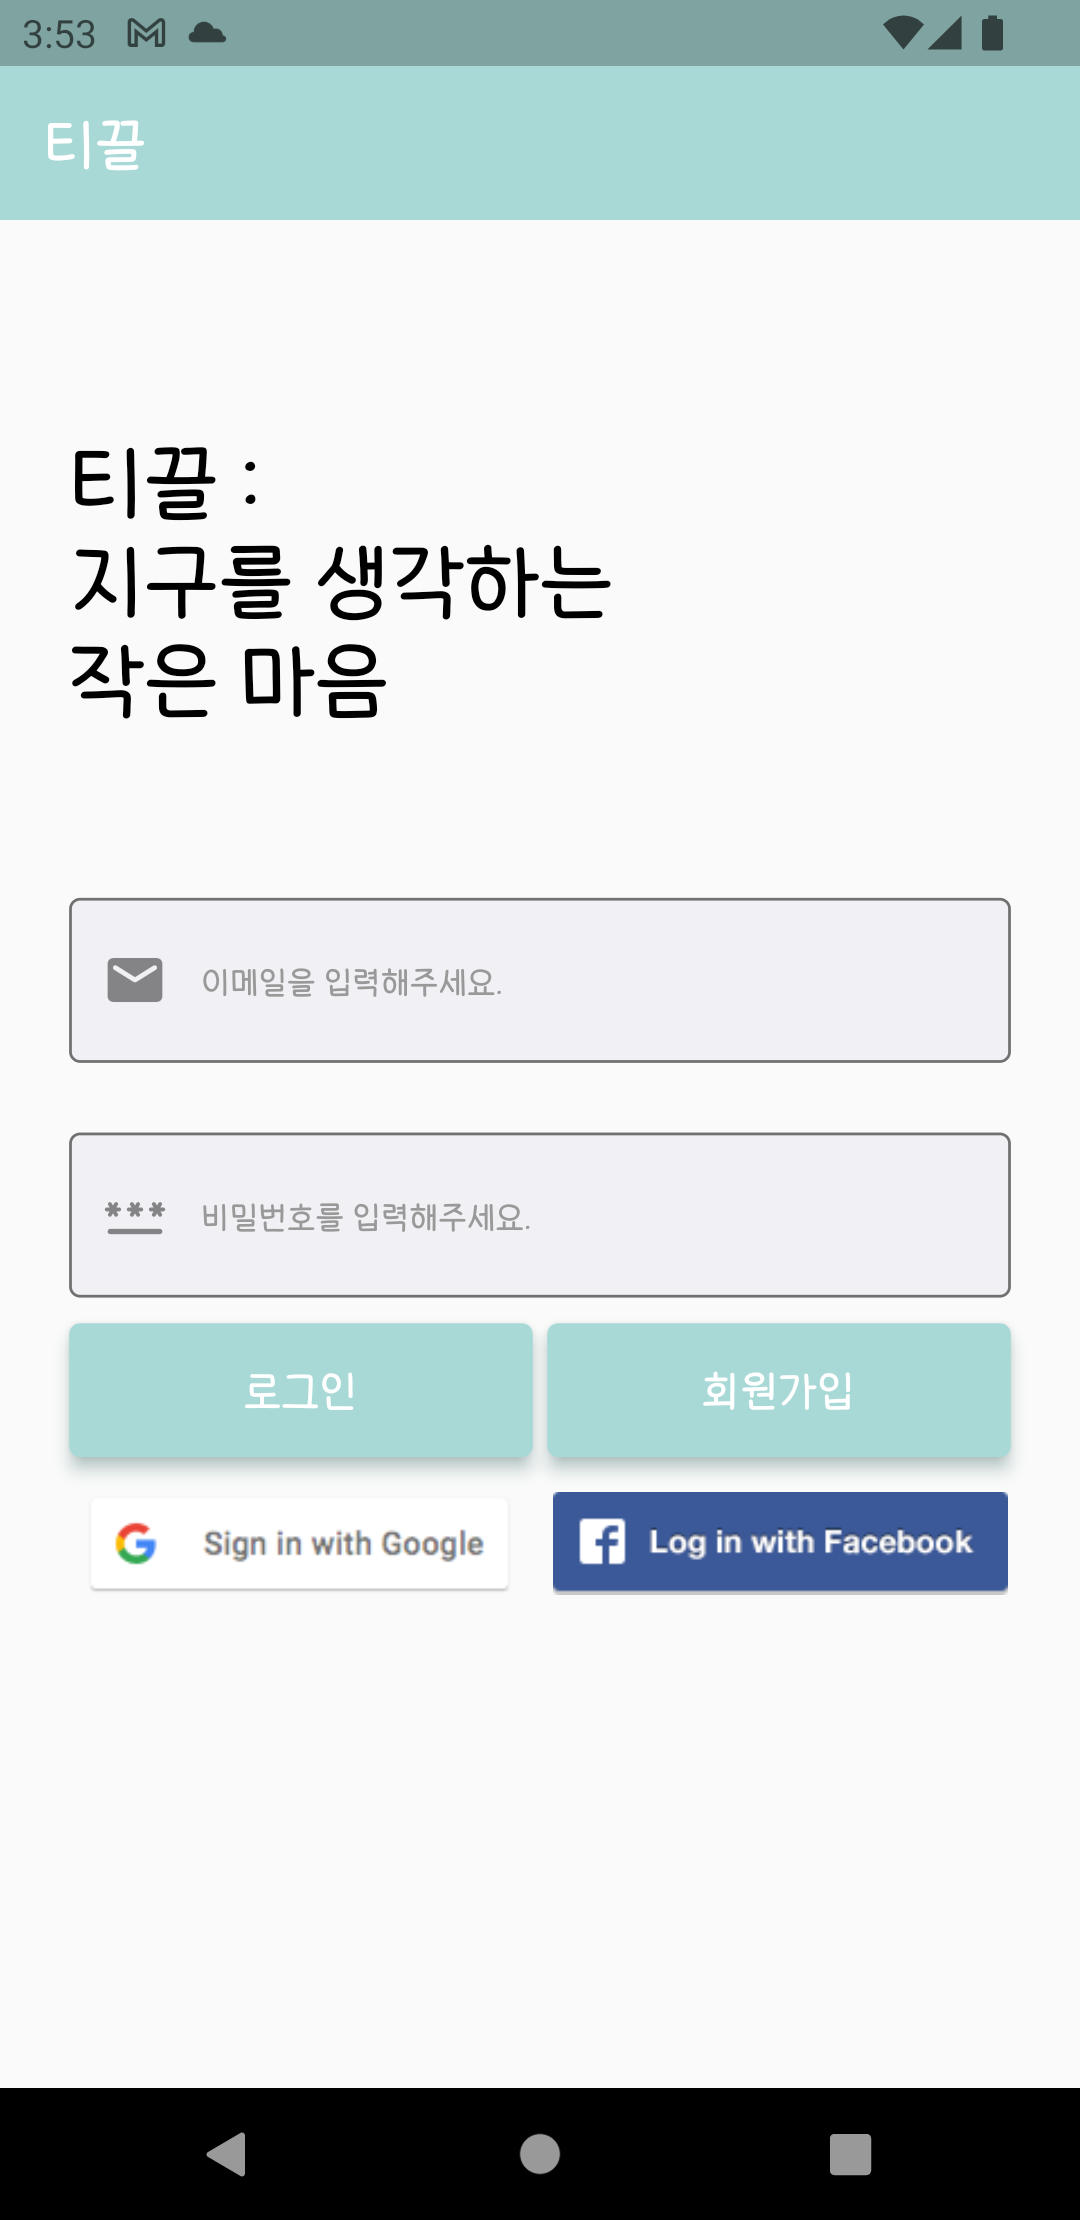 3:53
티끌
티끌 :
지구를 생각하는
작은 마음
이메일을 입력해주세요.
비밀번호를 입력해주세요.
로그인
회원가입
Sign in with Google
Log in with Facebook